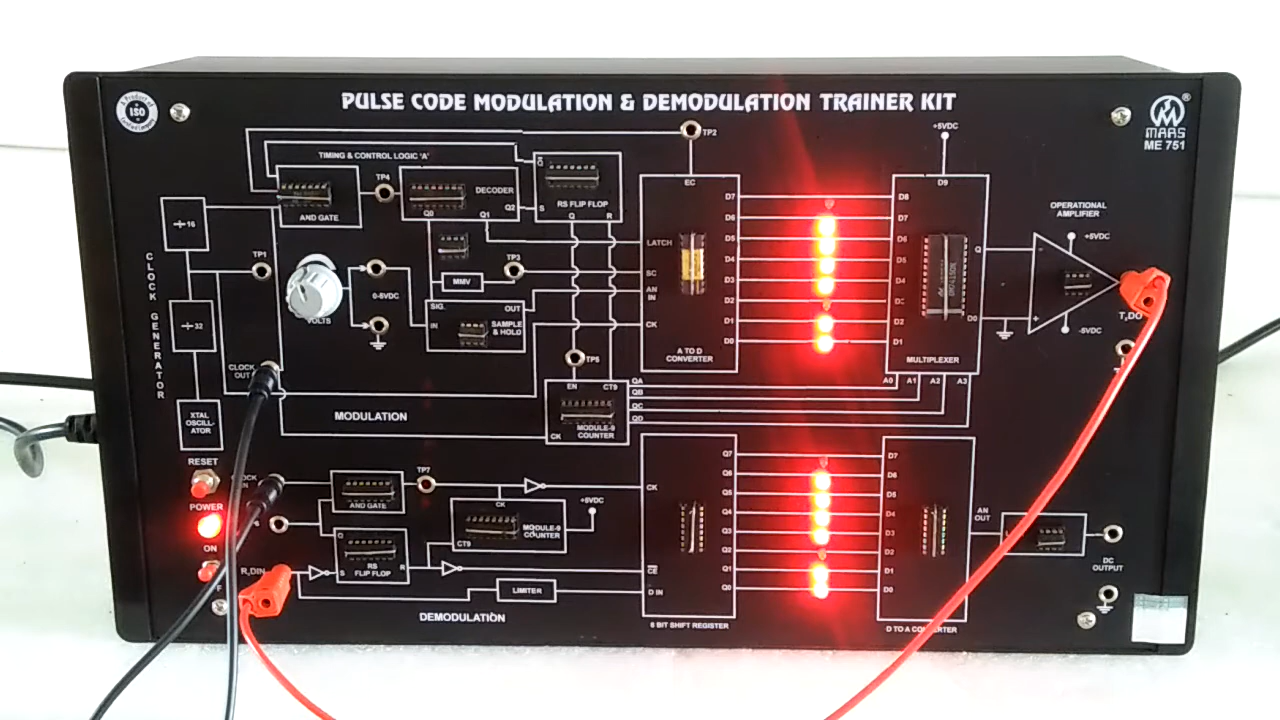 PULSE CODE MODULATION & DEMODULATION TRAINER KIT
ISO
®
MARS
ME 751
TIMING & CONTROL LOGIC 'A'
TP2
+5VDC
AND GATE
TP4
DECODER
Q0
Q1
Q2
S
RS FLIP FLOP
Q
R
EC
D9
÷16
CLOCK GENERATOR
TP1
VOLTS
0-5VDC
MMV
TP3
SIG.
OUT
IN
SAMPLE
& HOLD
LATCH
SC
AN
IN
CK
D7
D6
D5
D4
D3
D2
D1
D0
A TO D
CONVERTER
D8
D7
D6
D5
D4
D3
D2
D1
Q
D0
MULTIPLEXER
OPERATIONAL
AMPLIFIER
+5VDC
-
+
-5VDC
T,DO
÷32
CLOCK
OUT
TP5
XTAL
OSCILL-
ATOR
MODULATION
EN
CT9
CK
MODULE-9
COUNTER
QA
QB
QC
QD
A0
A1
A2
A3
RESET
POWER
ON
R,DIN
AND GATE
TP7
+5VDC
CK
MODULE-9
COUNTER
CT9
Q
S
RS
FLIP FLOP
R
LIMITER
DEMODULATION
CK
CE
D IN
Q7
Q6
Q5
Q4
Q3
Q2
Q1
Q0
8 BIT SHIFT REGISTER
D7
D6
D5
D4
D3
D2
D1
D0
D TO A CONVERTER
AN
OUT
DC
OUTPUT